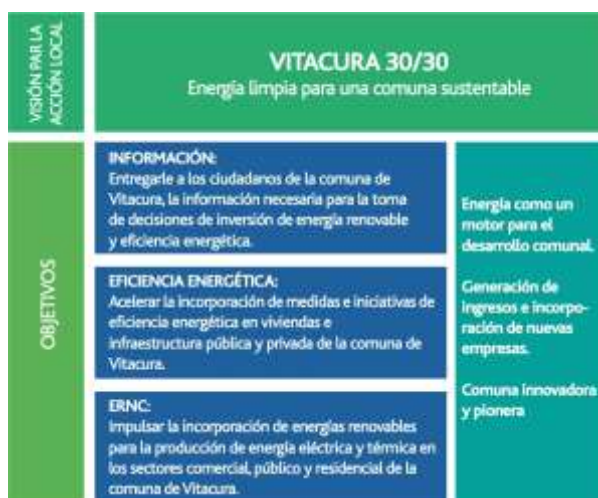 VISIÓN PAR LA
ACCIÓN LOCAL
VITACURA 30/30
Energía limpia para una comuna sustentable
OBJETIVOS
INFORMACIÓN:
Entregarle a los ciudadanos de la comuna de
Vitacura, la información necesaria para la toma
de decisiones de inversión de energía renovable
y eficiencia energética.
EFICIENCIA ENERGÉTICA:
Acelerar la incorporación de medidas e iniciativas de
eficiencia energética en viviendas e
infraestructura pública y privada de la comuna de
Vitacura.
ERNC:
Impulsar la incorporación de energías renovables
para la producción de energía eléctrica y térmica en
los sectores comercial, público y residencial de la
comuna de Vitacura.
Energía como un
motor para el
desarrollo comunal.
Generación de
ingresos e incorpo-
ración de nuevas
empresas.
Comuna innovadora
y pionera